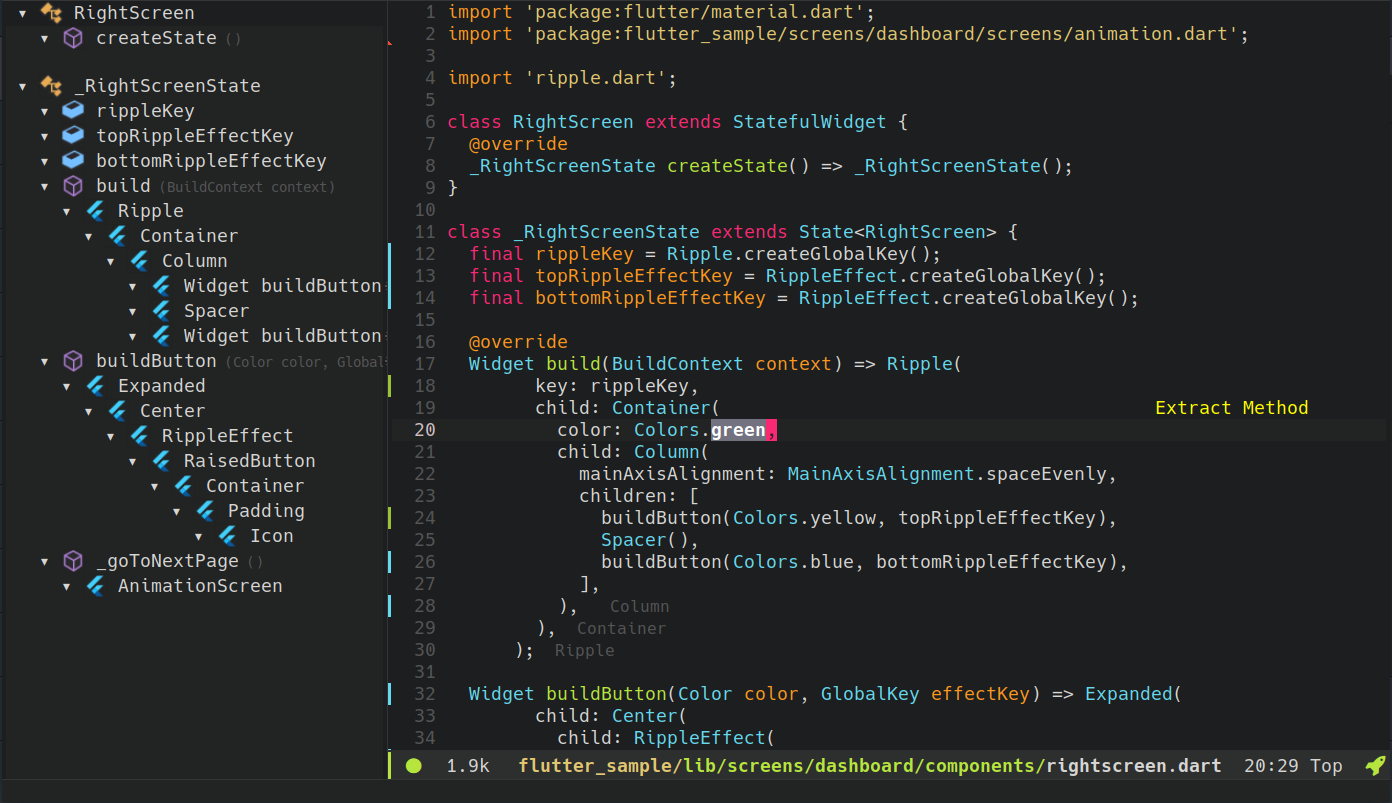 RightScreen
createState ()
_RightScreenState
rippleKey
topRippleEffectKey
bottomRippleEffectKey
build (BuildContext context)
Ripple
Container
Column
Widget buildButton
Spacer
Widget buildButton
buildButton (Color color, Global
Expanded
Center
RippleEffect
RaisedButton
Container
Padding
Icon
_goToNextPage ()
AnimationScreen
1 import 'package:flutter/material.dart';
2 import 'package:flutter_sample/screens/dashboard/screens/animation.dart';
3
4 import 'ripple.dart';
5
6 class RightScreen extends StatefulWidget {
7   @override
8   _RightScreenState createState() => _RightScreenState();
9 }
10
11 class _RightScreenState extends State<RightScreen> {
12   final rippleKey = Ripple.createGlobalKey();
13   final topRippleEffectKey = RippleEffect.createGlobalKey();
14   final bottomRippleEffectKey = RippleEffect.createGlobalKey();
15
16   @override
17   Widget build(BuildContext context) => Ripple(
18         key: rippleKey,
19         child: Container( Extract Method
20           color: Colors.green,
21           child: Column(
22             mainAxisAlignment: MainAxisAlignment.spaceEvenly,
23             children: [
24               buildButton(Colors.yellow, topRippleEffectKey),
25               Spacer(),
26               buildButton(Colors.blue, bottomRippleEffectKey),
27             ],
28           ), Column
29         ), Container
30       ); Ripple
31
32   Widget buildButton(Color color, GlobalKey effectKey) => Expanded(
33         child: Center(
34           child: RippleEffect(
1.9k flutter_sample/lib/screens/dashboard/components/rightscreen.dart 20:29 Top